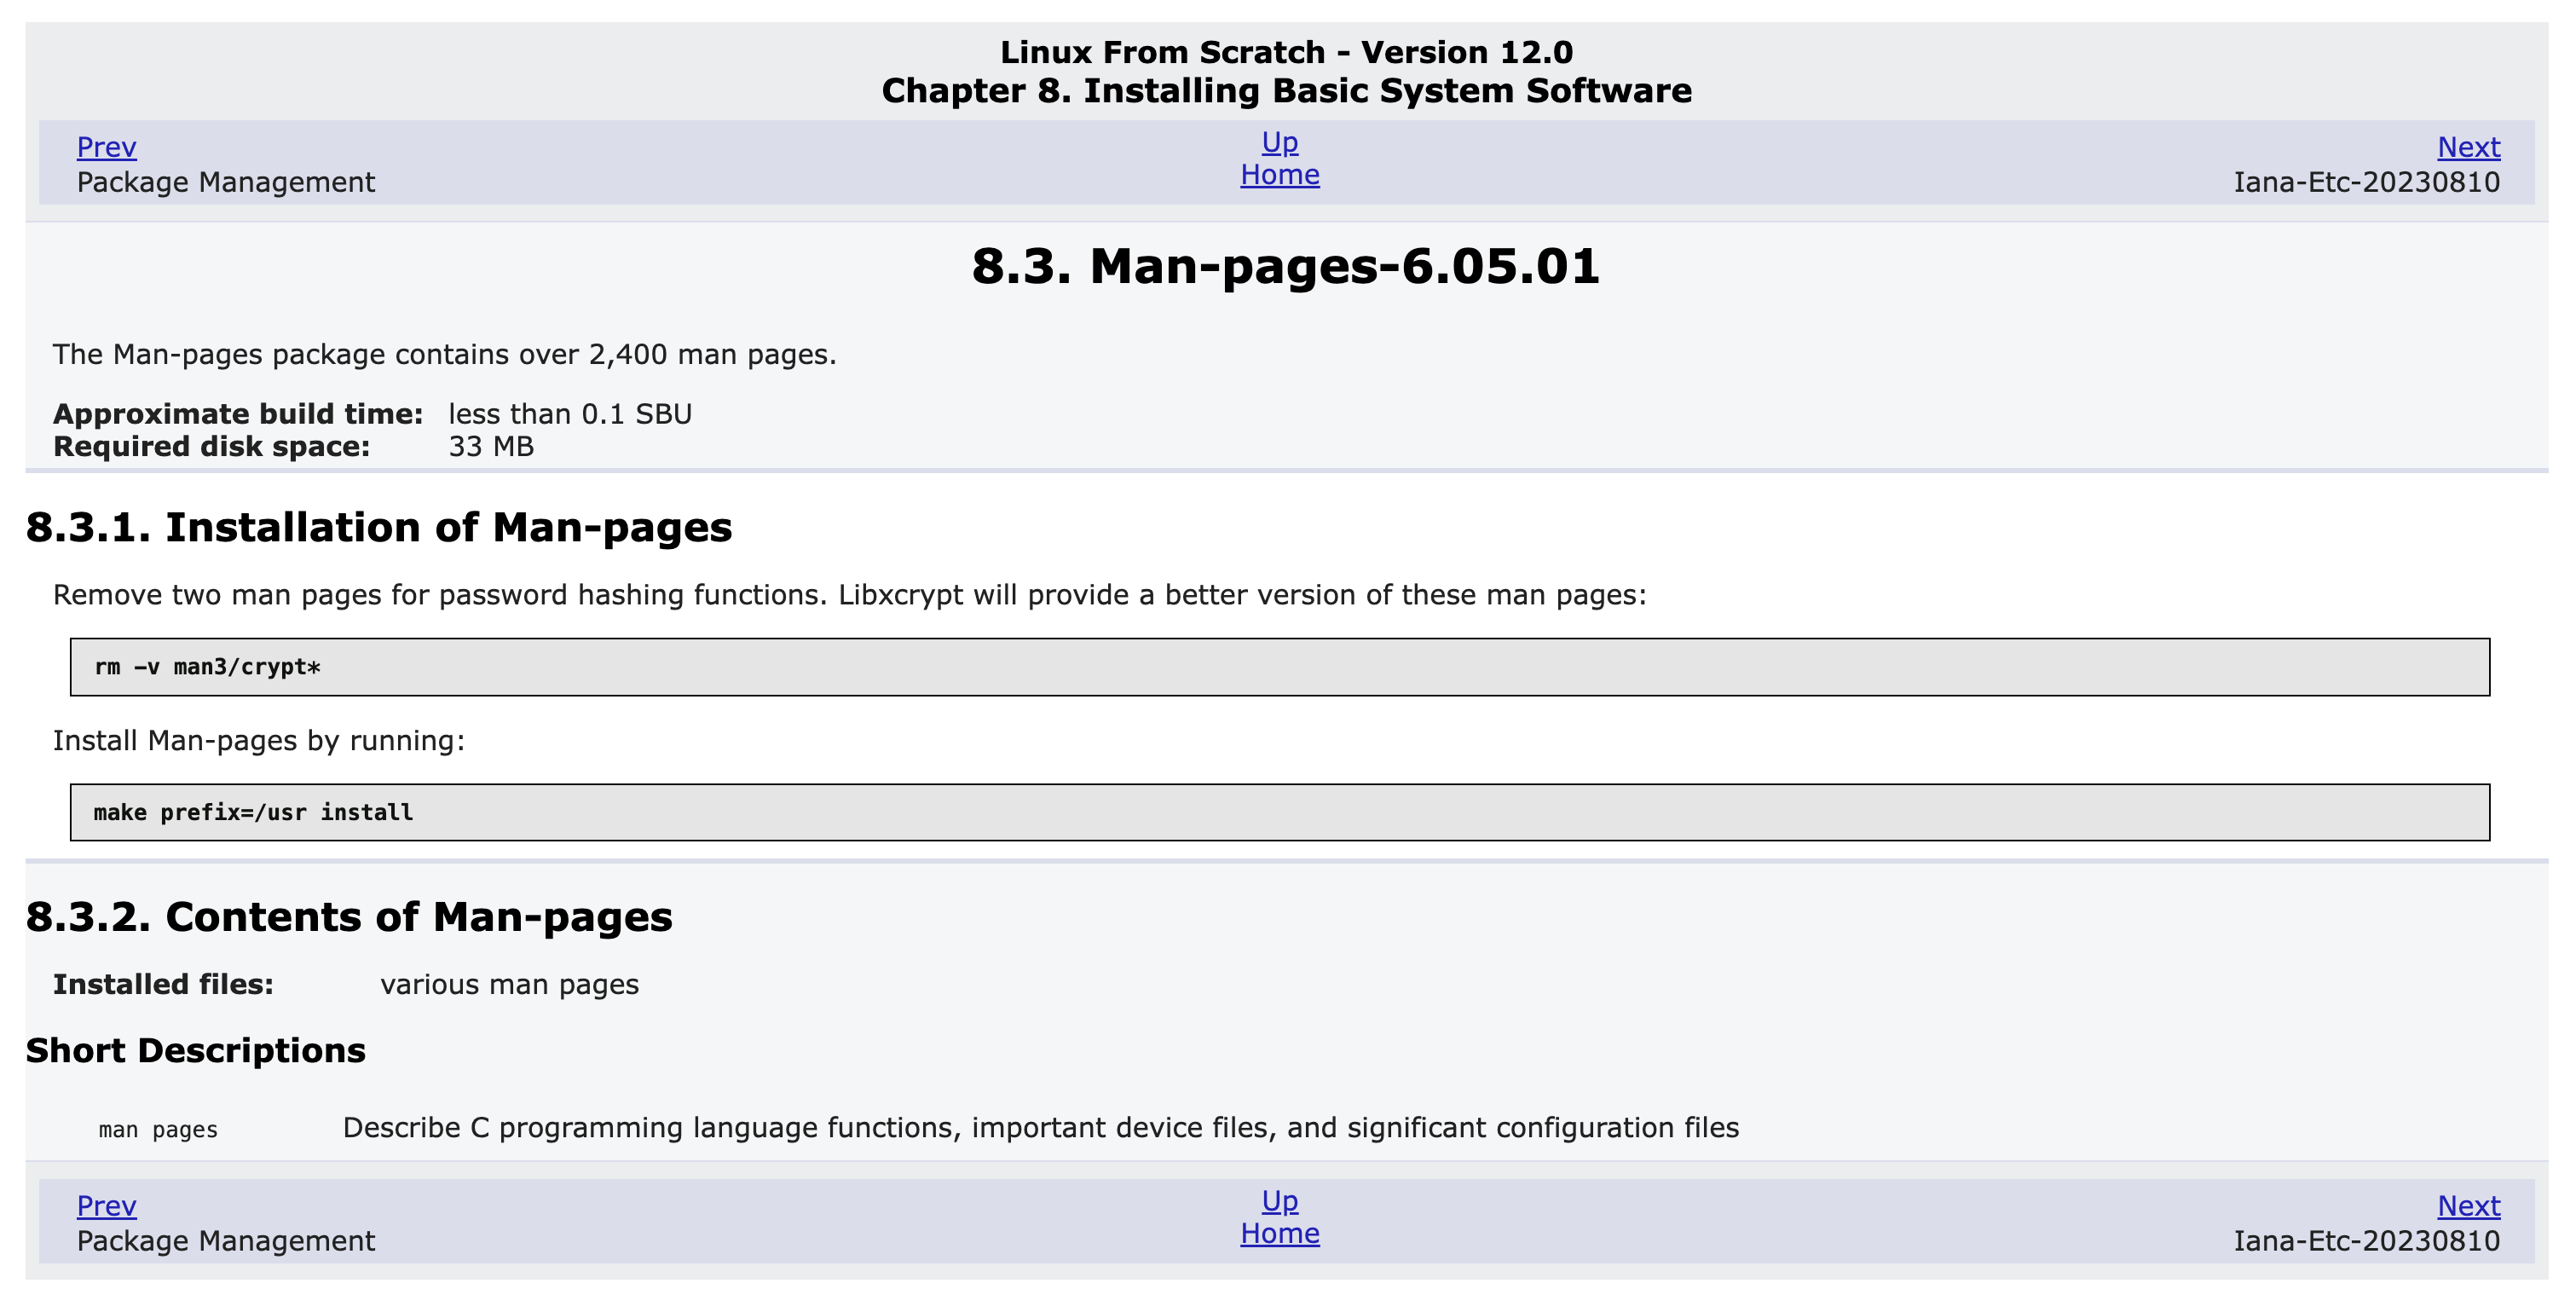 Linux From Scratch - Version 12.0
Chapter 8. Installing Basic System Software
Prev
Package Management
Up
Home
Next
Iana-Etc-20230810
8.3. Man-pages-6.05.01
The Man-pages package contains over 2,400 man pages.
Approximate build time: less than 0.1 SBU
Required disk space: 33 MB
8.3.1. Installation of Man-pages
Remove two man pages for password hashing functions. Libxcrypt will provide a better version of these man pages:
rm -v man3/crypt*
Install Man-pages by running:
make prefix=/usr install
8.3.2. Contents of Man-pages
Installed files: various man pages
Short Descriptions
man pages Describe C programming language functions, important device files, and significant configuration files
Prev
Package Management
Up
Home
Next
Iana-Etc-20230810